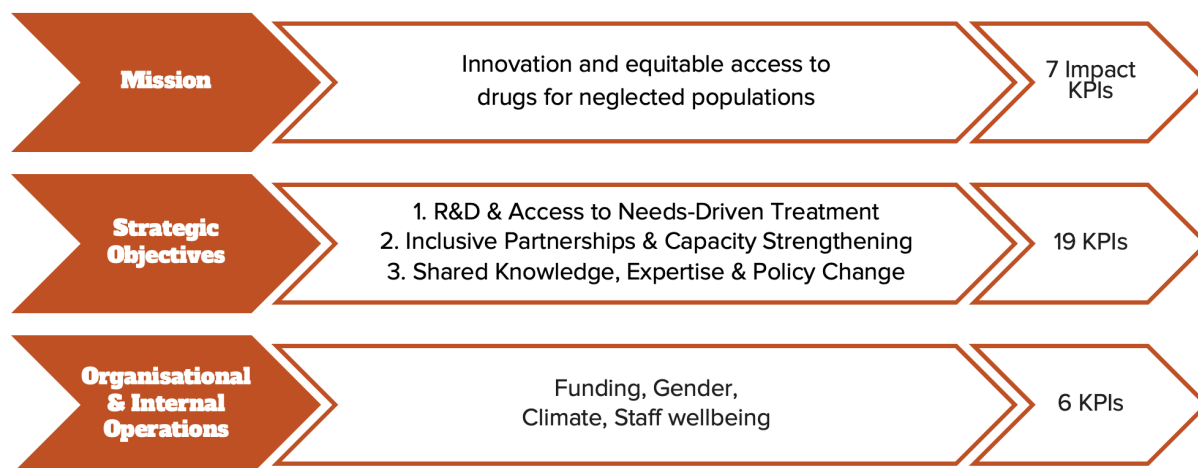 Mission
Innovation and equitable access to
drugs for neglected populations
7 Impact
KPIs
Strategic
Objectives
1. R&D & Access to Needs-Driven Treatment
2. Inclusive Partnerships & Capacity Strengthening
3. Shared Knowledge, Expertise & Policy Change
19 KPIs
Organisational
& Internal
Operations
Funding, Gender,
Climate, Staff wellbeing
6 KPIs